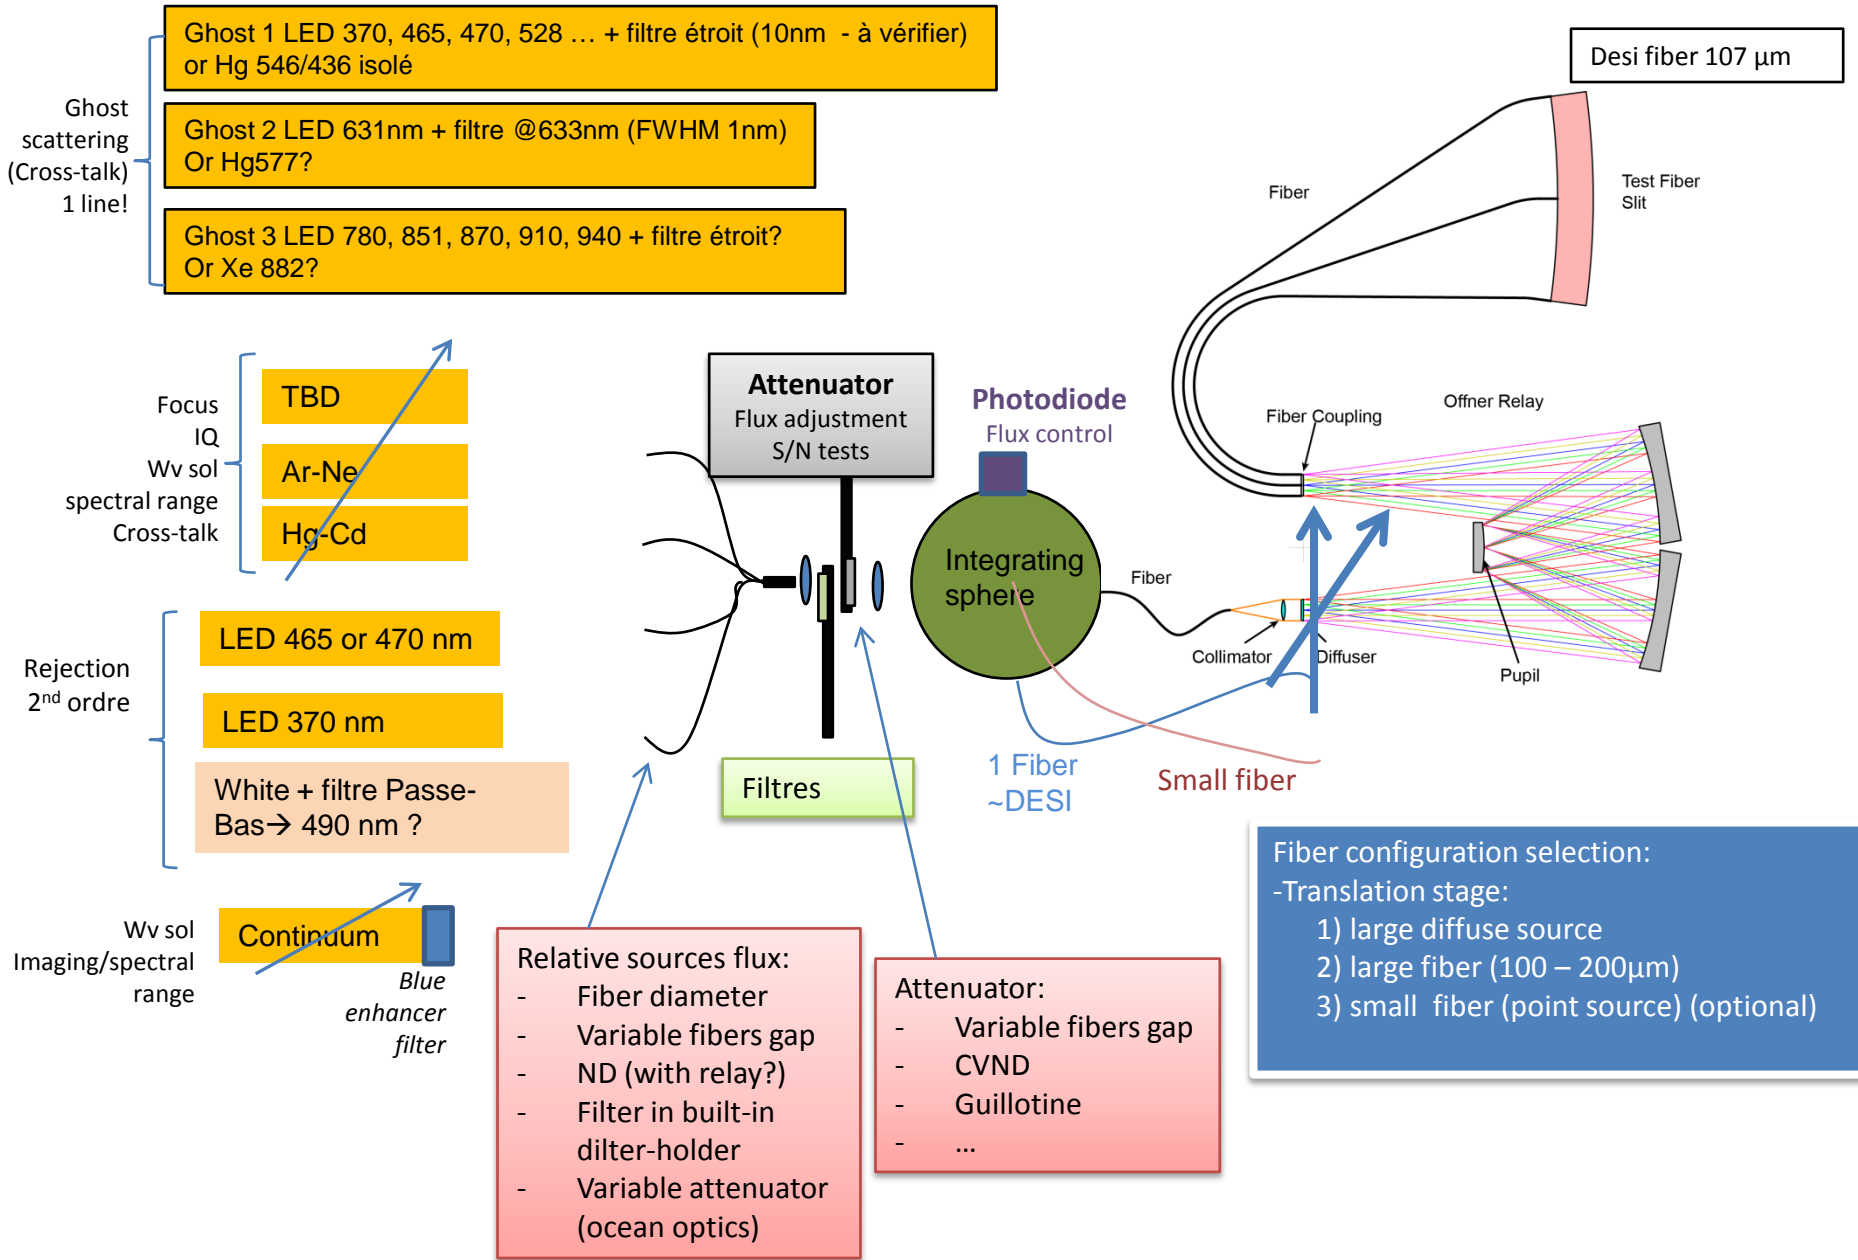 Ghost 1 LED 370, 465, 470, 528 … + filtre étroit (10nm  - à vérifier)
or Hg 546/436 isolé
Ghost
scattering
(Cross-talk)
1 line!
Ghost 2 LED 631nm + filtre @633nm (FWHM 1nm)
Or Hg577?
Ghost 3 LED 780, 851, 870, 910, 940 + filtre étroit?
Or Xe 882?
Desi fiber 107 µm
Fiber
Test Fiber
Slit
Focus
IQ
Wv sol
spectral range
Cross-talk
TBD
Ar-Ne
Hg-Cd
Attenuator
Flux adjustment
S/N tests
Photodiode
Flux control
Fiber Coupling
Offner Relay
Integrating
sphere
Fiber
Collimator
Diffuser
Pupil
Rejection
2nd ordre
LED 465 or 470 nm
LED 370 nm
White + filtre Passe-
Bas→ 490 nm ?
Filtres
1 Fiber
~DESI
Small fiber
Wv sol
Imaging/spectral
range
Continuum
Blue
enhancer
filter
Relative sources flux:
- Fiber diameter
- Variable fibers gap
- ND (with relay?)
- Filter in built-in
dilter-holder
- Variable attenuator
(ocean optics)
Attenuator:
- Variable fibers gap
- CVND
- Guillotine
- …
Fiber configuration selection:
-Translation stage:
1) large diffuse source
2) large fiber (100 – 200µm)
3) small  fiber (point source) (optional)